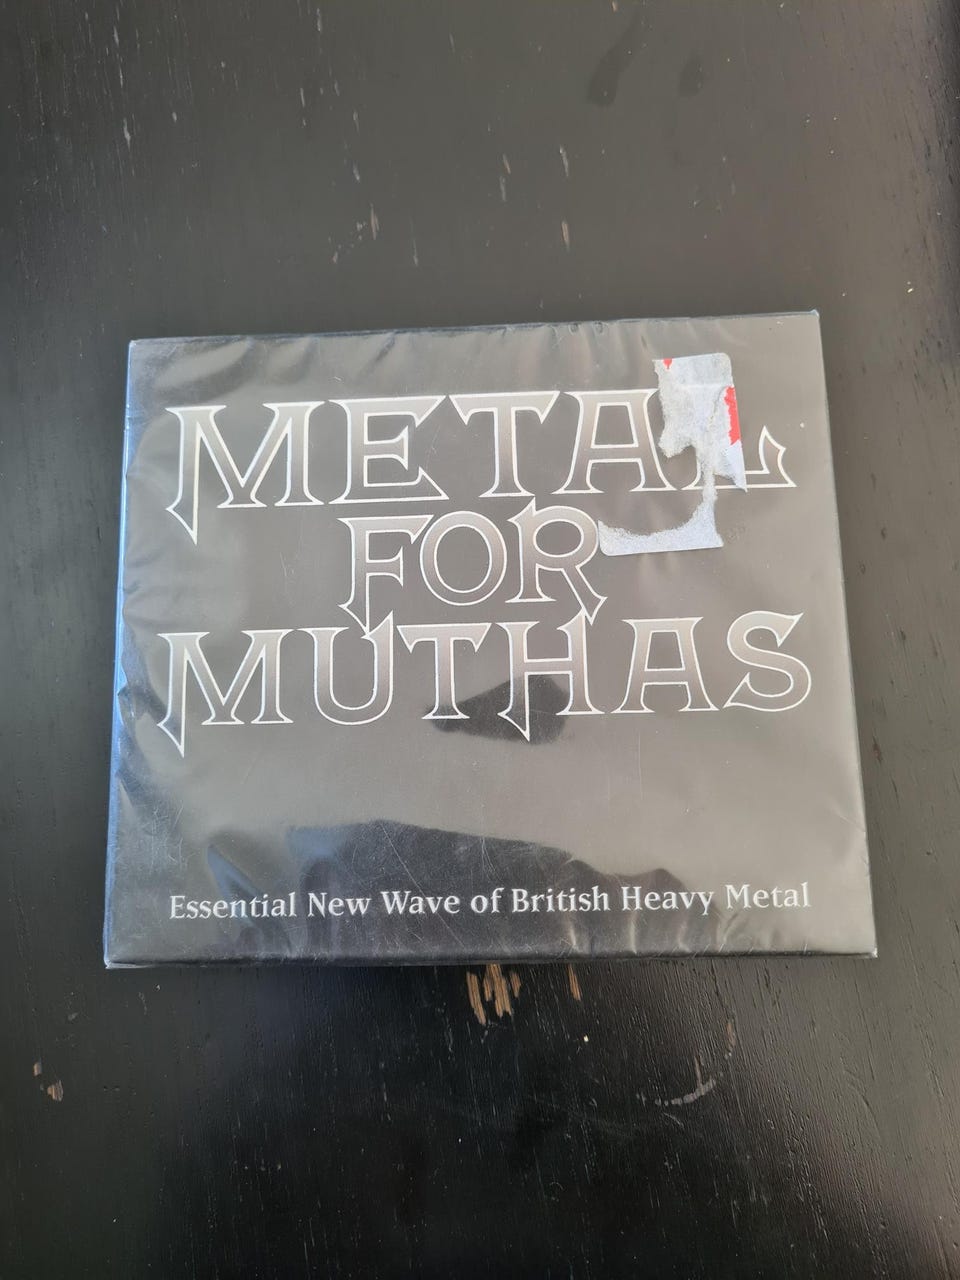 METAL
FOR
MUTHAS
Essential New Wave of British Heavy Metal